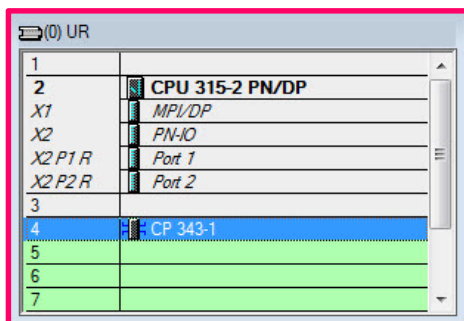 (0) UR
1
2 CPU 315-2 PN/DP
X1 MPI/DP
X2 PN-IO
X2 P1 R Port 1
X2 P2 R Port 2
3
4 CP 343-1
5
6
7